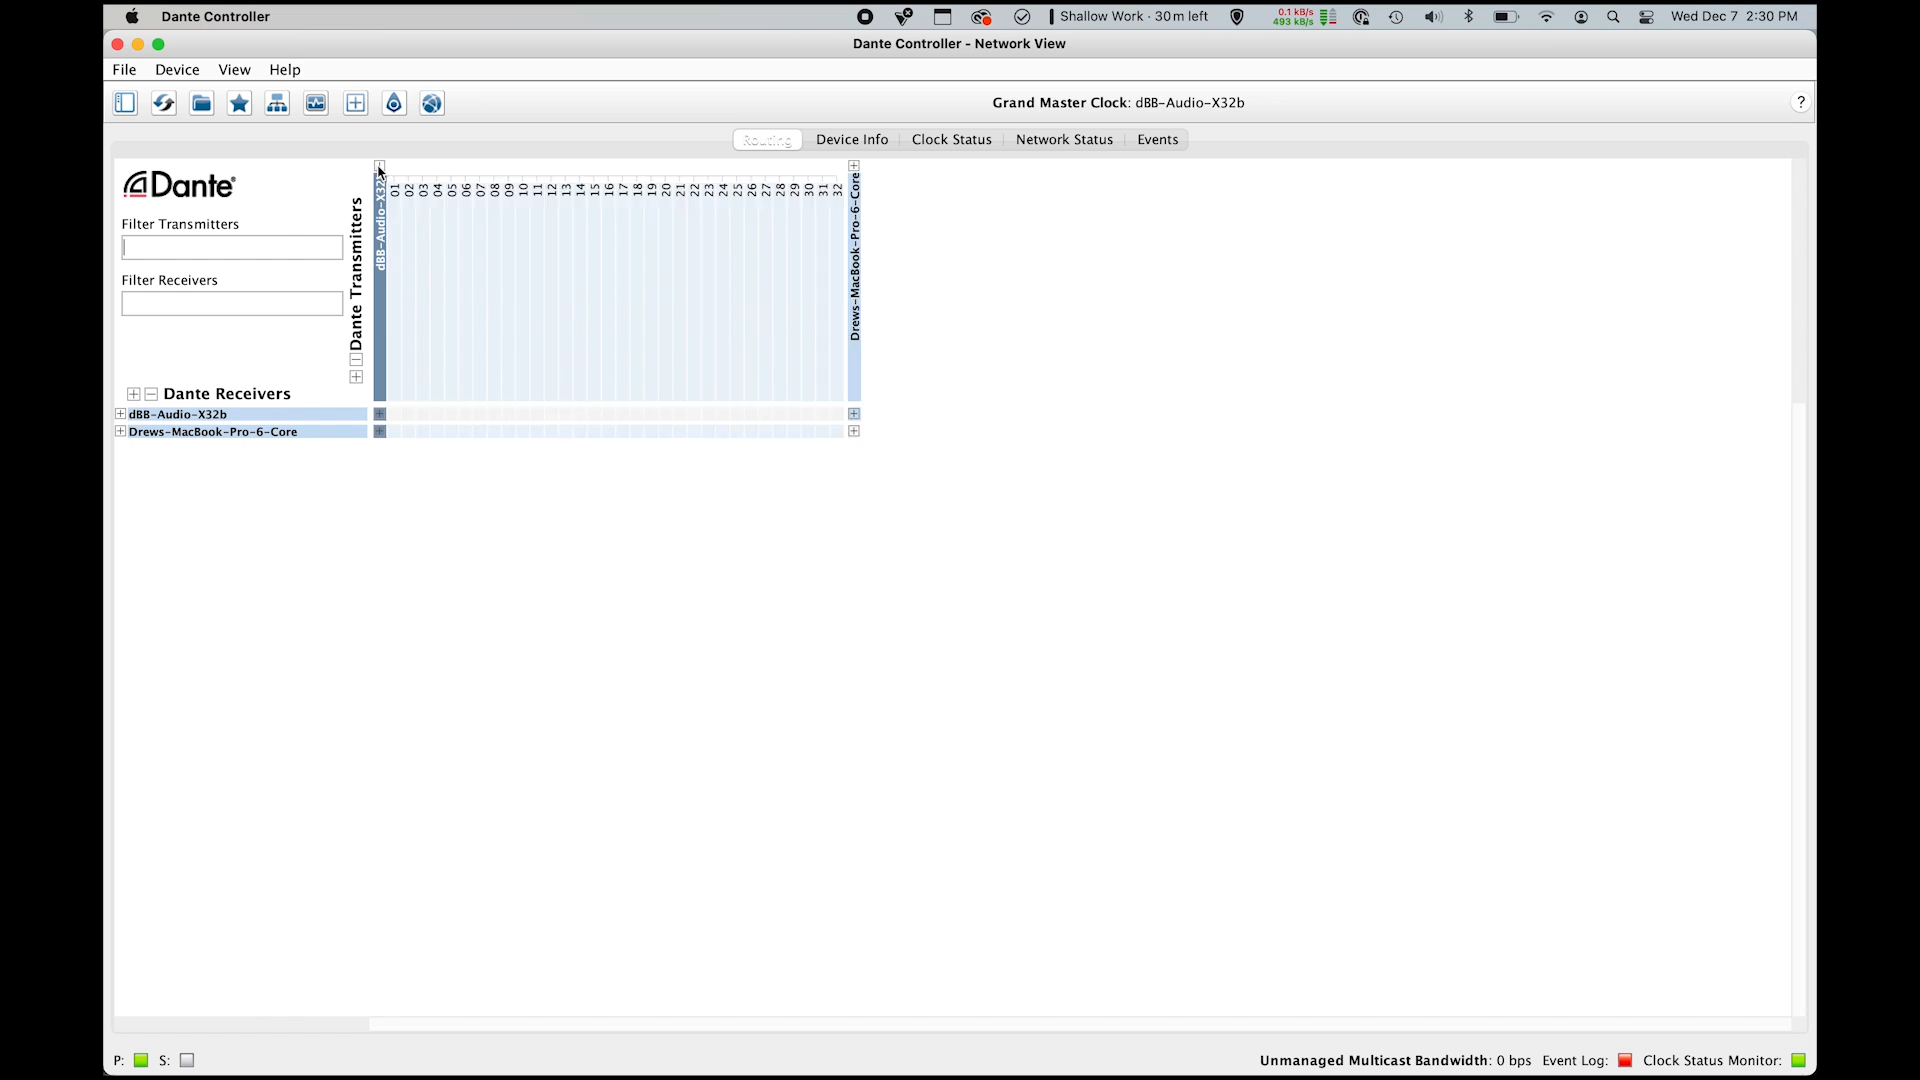 Dante Controller
Shallow Work · 30m left
0.1 kB/s
493 kB/s
Wed Dec 7 2:30 PM
Dante Controller - Network View
File Device View Help
Grand Master Clock: dBB-Audio-X32b
?
Routing Device Info Clock Status Network Status Events
Dante
Filter Transmitters
Filter Receivers
Dante Transmitters
dBB-Audio-X32b
01 02 03 04 05 06 07 08 09 10 11 12 13 14 15 16 17 18 19 20 21 22 23 24 25 26 27 28 29 30 31 32
Drews-MacBook-Pro-6-Core
Dante Receivers
dBB-Audio-X32b
Drews-MacBook-Pro-6-Core
P: S:
Unmanaged Multicast Bandwidth: 0 bps Event Log: Clock Status Monitor: